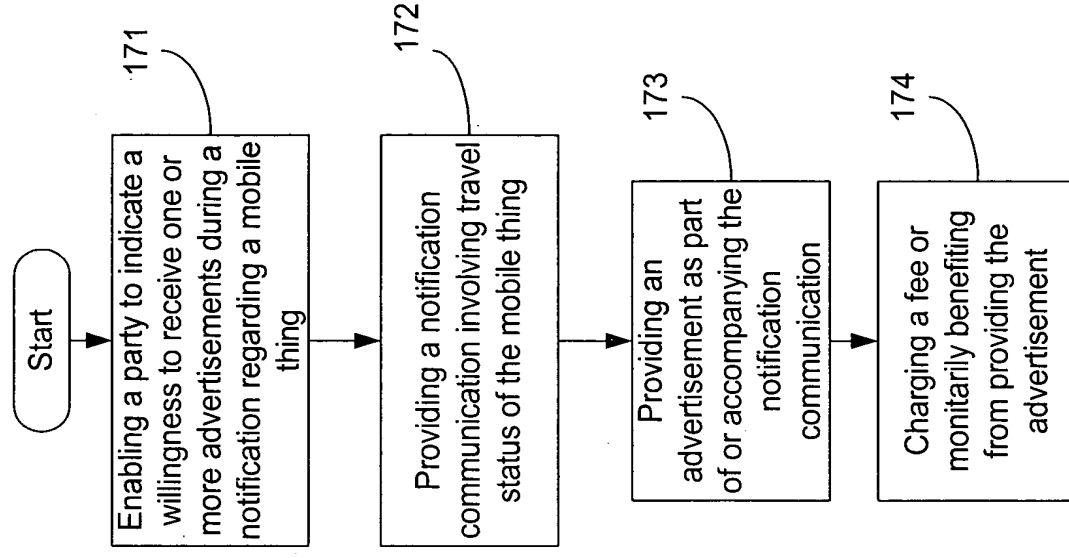 Start
Enabling a party to indicate a
willingness to receive one or
more advertisements during a
notification regarding a mobile
thing
171
Providing a notification
communication involving travel
status of the mobile thing
172
Providing an
advertisement as part
of or accompanying the
notification
communication
173
Charging a fee or
monitarily benefiting
from providing the
advertisement
174